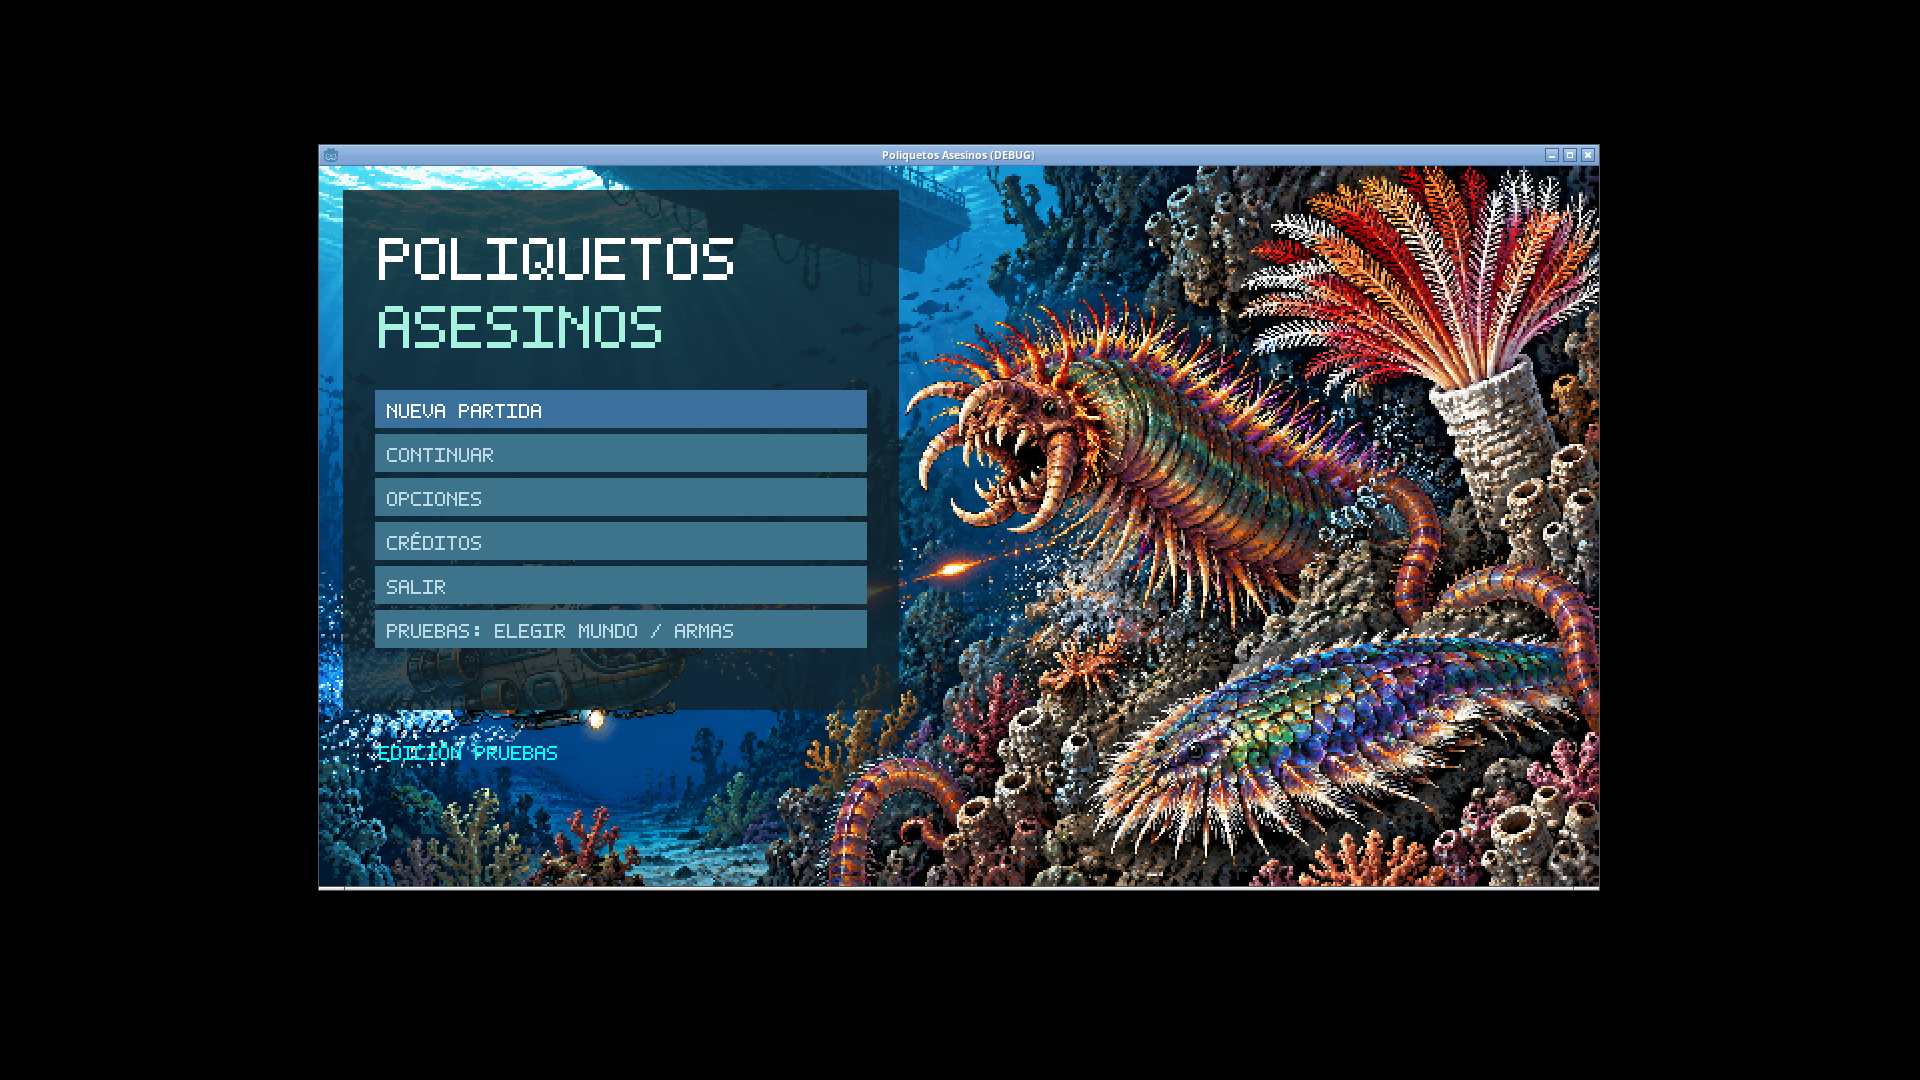 Poliquetos Asesinos (DEBUG)
POLIQUETOS
ASESINOS
NUEVA PARTIDA
CONTINUAR
OPCIONES
CRÉDITOS
SALIR
PRUEBAS: ELEGIR MUNDO / ARMAS
EDICIÓN PRUEBAS